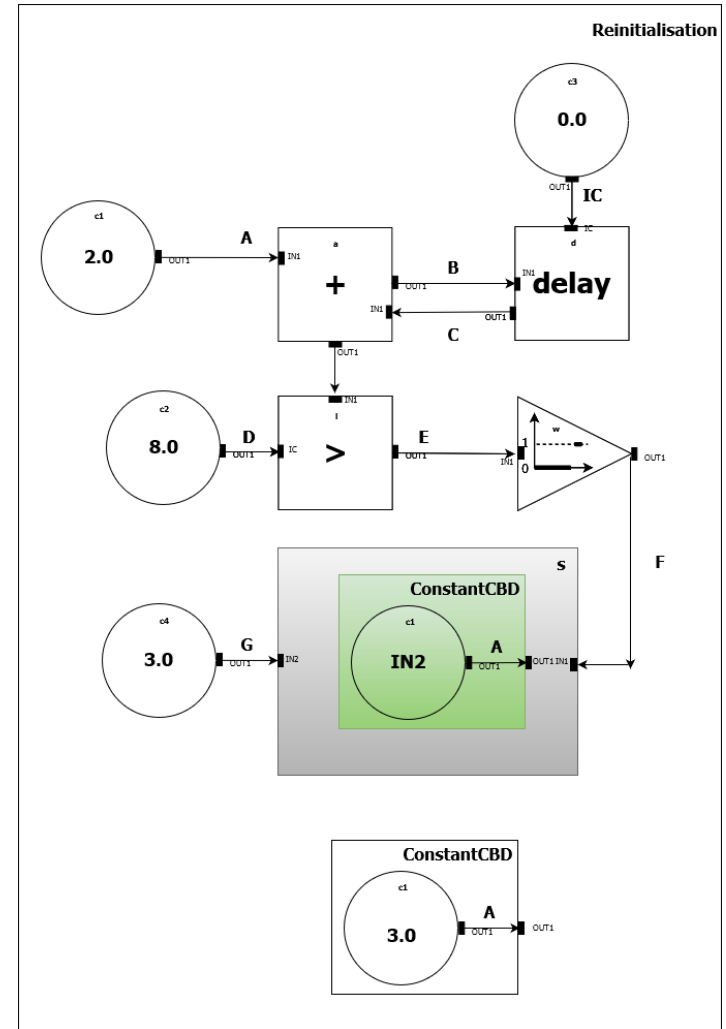 Reinitialisation
c3
0.0
OUT1
IC
IC
c1
2.0
OUT1
A
IN1
a
+
OUT1
IN1
OUT1
B
C
IN1
d
delay
OUT1
c2
8.0
OUT1
D
IC
IN1
l
>
OUT1
E
IN1
w
1
0
OUT1
F
s
ConstantCBD
c4
3.0
OUT1
G
IN2
c1
IN2
OUT1
A
OUT1
IN1
ConstantCBD
c1
3.0
OUT1
A
OUT1